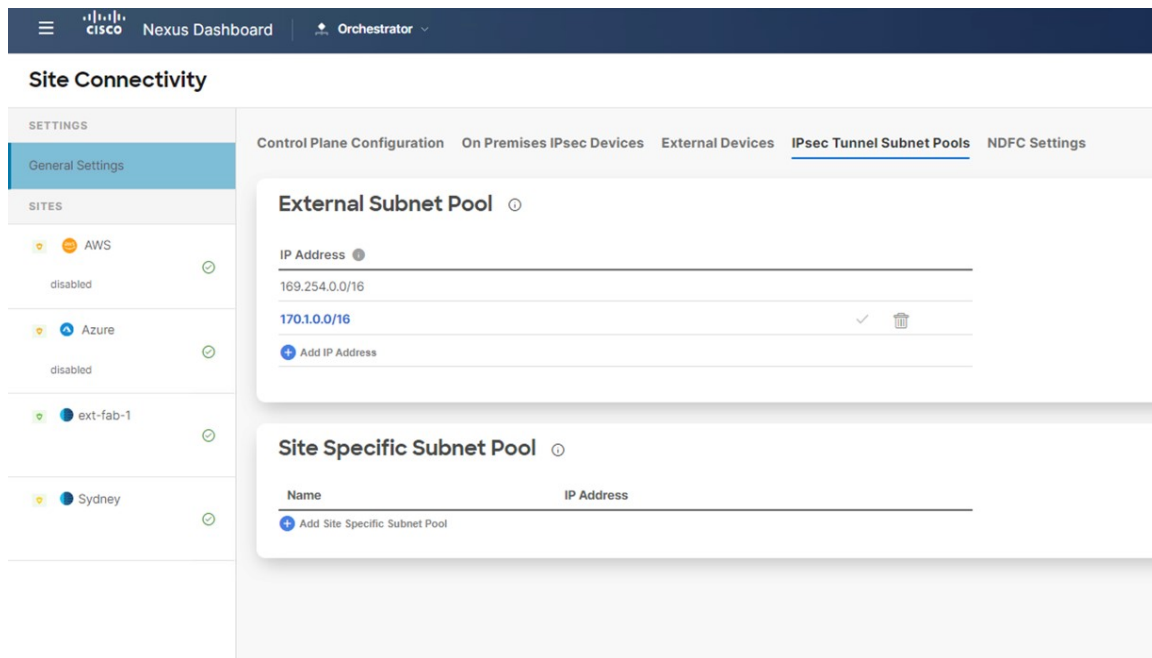 CISCO Nexus Dashboard Orchestrator
Site Connectivity
SETTINGS
General Settings
SITES
AWS
disabled
Azure
disabled
ext-fab-1
Sydney
Control Plane Configuration On Premises IPsec Devices External Devices IPsec Tunnel Subnet Pools NDFC Settings
External Subnet Pool
IP Address
169.254.0.0/16
170.1.0.0/16
Add IP Address
Site Specific Subnet Pool
Name IP Address
Add Site Specific Subnet Pool